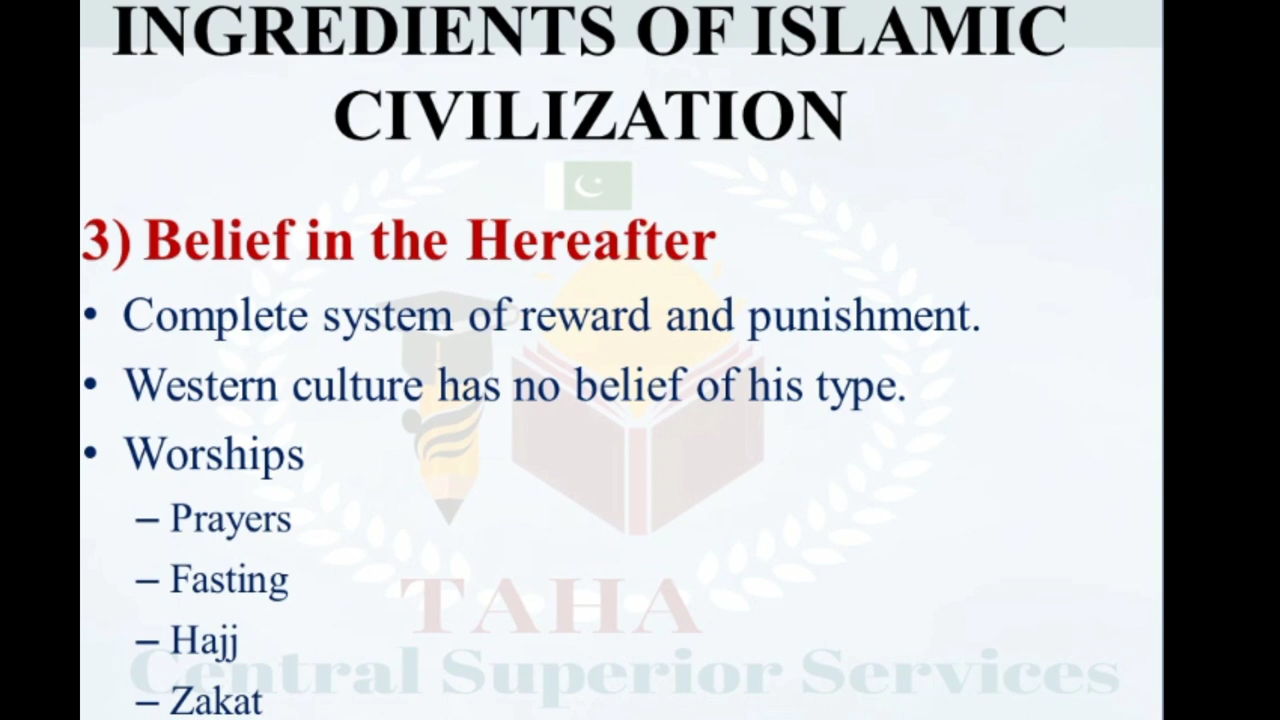 INGREDIENTS OF ISLAMIC
CIVILIZATION
3) Belief in the Hereafter
• Complete system of reward and punishment.
• Western culture has no belief of his type.
• Worships
– Prayers
– Fasting
– Hajj
– Zakat
TAHA
Central Superior Services